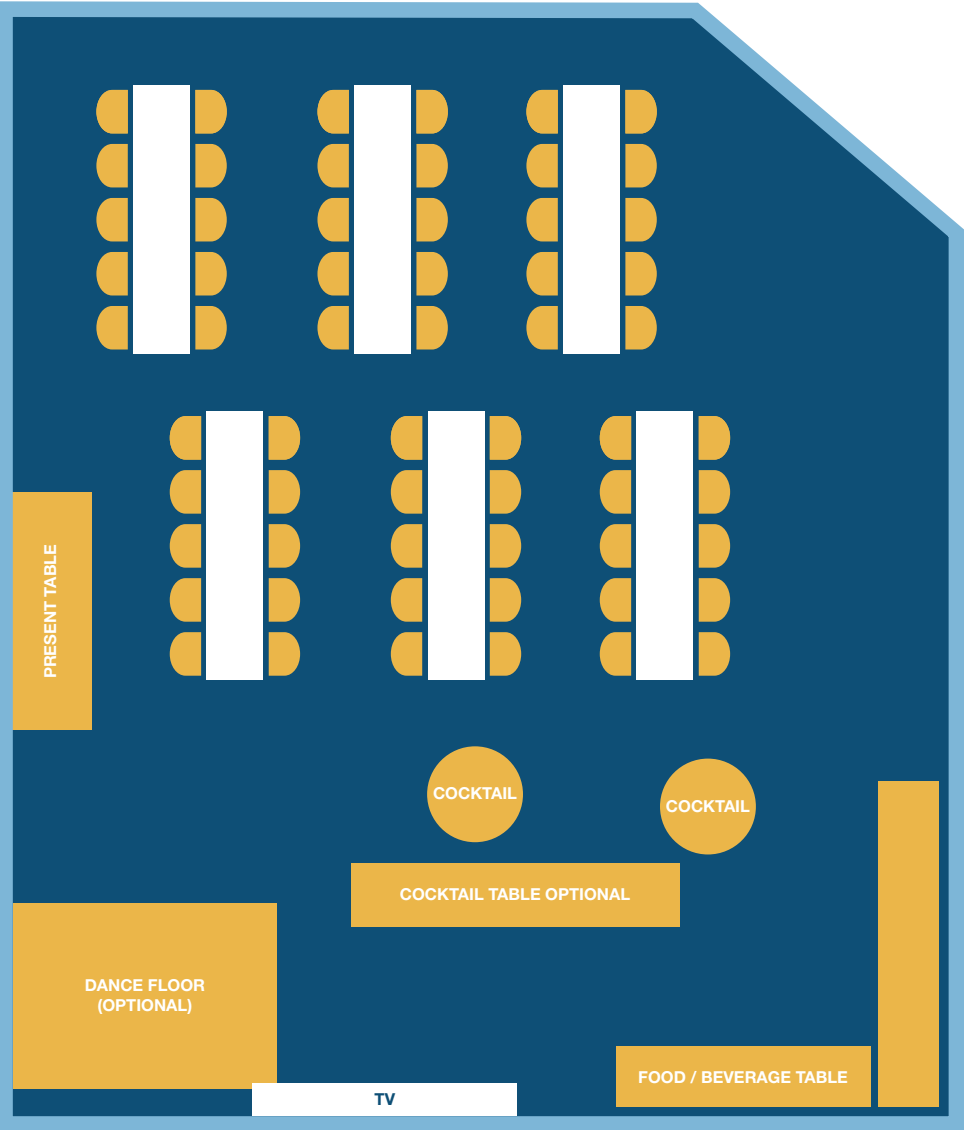 PRESENT TABLE
COCKTAIL
COCKTAIL
COCKTAIL TABLE OPTIONAL
DANCE FLOOR
(OPTIONAL)
FOOD / BEVERAGE TABLE
TV